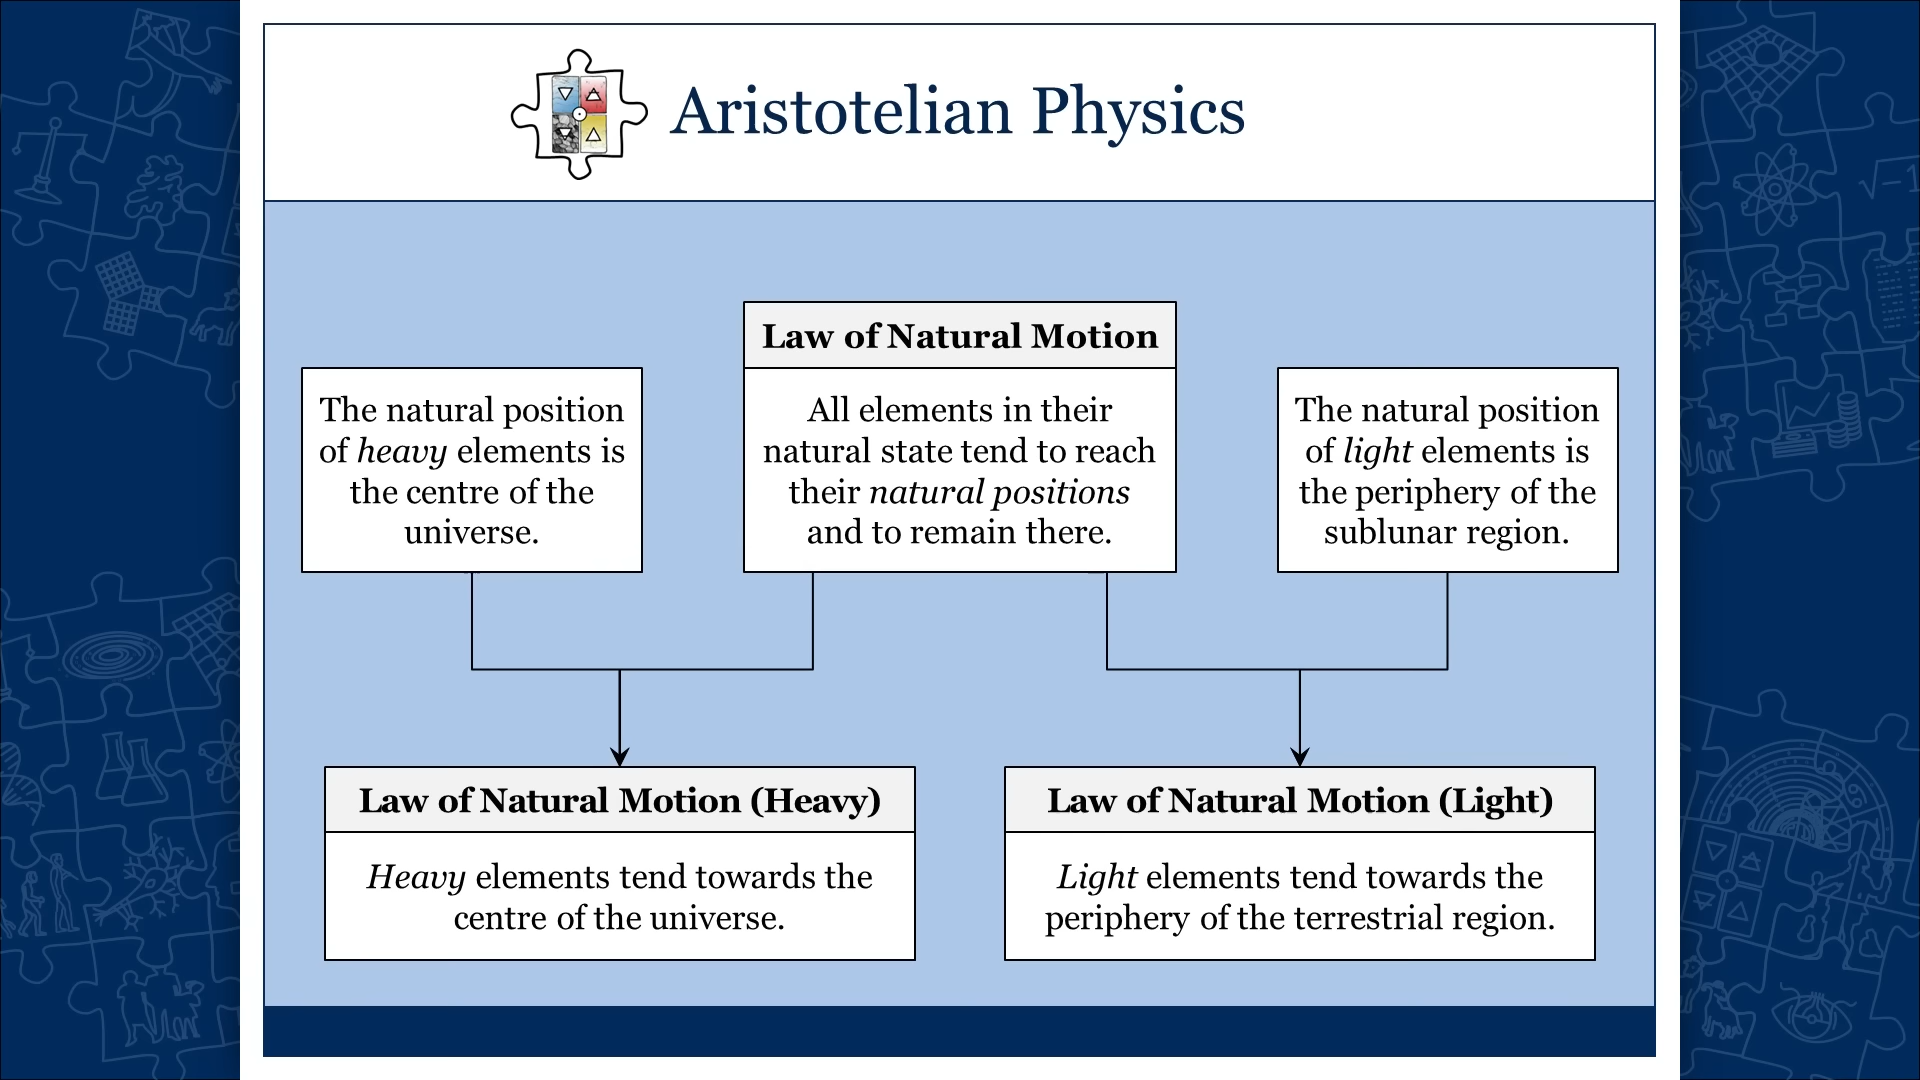 Aristotelian Physics
The natural position
of heavy elements is
the centre of the
universe.
Law of Natural Motion
All elements in their
natural state tend to reach
their natural positions
and to remain there.
The natural position
of light elements is
the periphery of the
sublunar region.
Law of Natural Motion (Heavy)
Heavy elements tend towards the
centre of the universe.
Law of Natural Motion (Light)
Light elements tend towards the
periphery of the terrestrial region.
√-1